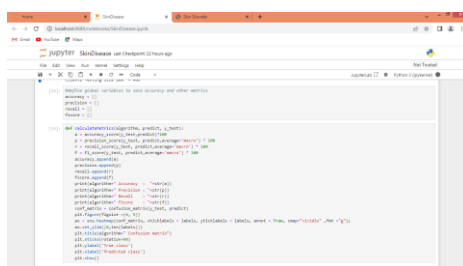 Home
SkinDisease
Skin Disease
localhost:8888/notebooks/SkinDisease.ipynb
Gmail YouTube Maps
jupyter SkinDisease Last Checkpoint: 22 hours ago
File Edit View Run Kernel Settings Help Not Trusted
Code JupyterLab Python 3 (ipykernel)
#define global variables to save accuracy and other metrics
accuracy = []
precision = []
recall = []
fscore = []
def calculateMetrics(algorithm, predict, y_test):
a = accuracy_score(y_test,predict)*100
p = precision_score(y_test, predict,average='macro') * 100
r = recall_score(y_test, predict,average='macro') * 100
f = f1_score(y_test, predict,average='macro') * 100
accuracy.append(a)
precision.append(p)
recall.append(r)
fscore.append(f)
print(algorithm+" Accuracy : "+str(a))
print(algorithm+" Precision : "+str(p))
print(algorithm+" Recall : "+str(r))
print(algorithm+" FScore : "+str(f))
conf_matrix = confusion_matrix(y_test, predict)
plt.figure(figsize =(8, 5))
ax = sns.heatmap(conf_matrix, xticklabels = labels, yticklabels = labels, annot = True, cmap="viridis" ,fmt ="g");
ax.set_ylim([0,len(labels)])
plt.title(algorithm+" Confusion matrix")
plt.xticks(rotation=90)
plt.ylabel('True class')
plt.xlabel('Predicted class')
plt.show()